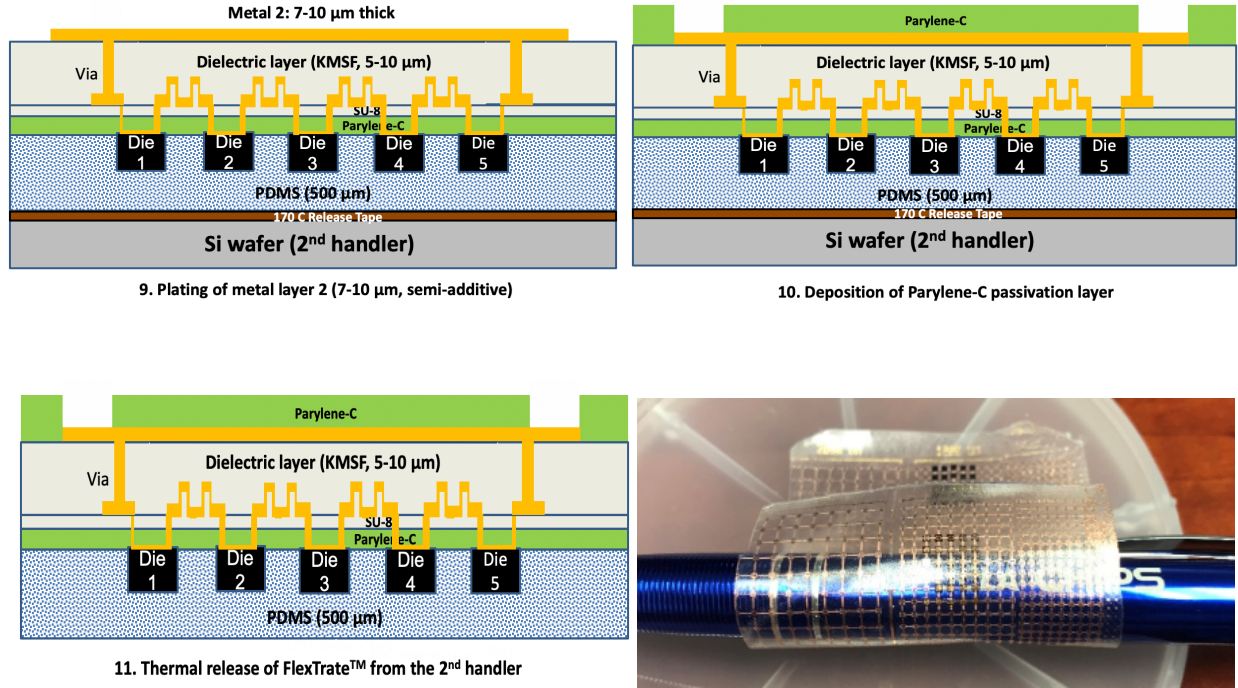 Metal 2: 7-10 µm thick
Dielectric layer (KMSF, 5-10 µm)
Via
SU-8
Parylene-C
Die 1
Die 2
Die 3
Die 4
Die 5
PDMS (500 µm)
170 C Release Tape
Si wafer (2nd handler)
9. Plating of metal layer 2 (7-10 µm, semi-additive)
Parylene-C
Dielectric layer (KMSF, 5-10 µm)
Via
SU-8
Parylene-C
Die 1
Die 2
Die 3
Die 4
Die 5
PDMS (500 µm)
170 C Release Tape
Si wafer (2nd handler)
10. Deposition of Parylene-C passivation layer
Parylene-C
Dielectric layer (KMSF, 5-10 µm)
Via
SU-8
Parylene-C
Die 1
Die 2
Die 3
Die 4
Die 5
PDMS (500 µm)
11. Thermal release of FlexTrate™ from the 2nd handler